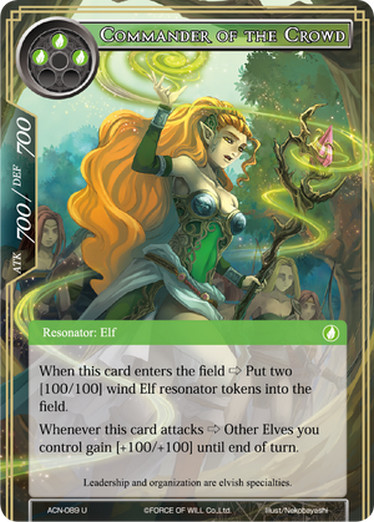 COMMANDER OF THE CROWD
ATK 700 / DEF 700
Resonator: Elf
When this card enters the field ⇨ Put two
[100/100] wind Elf resonator tokens into the
field.
Whenever this card attacks ⇨ Other Elves you
control gain [+100/+100] until end of turn.
Leadership and organization are elvish specialties.
ACN-089 U ©FORCE OF WILL Co.,Ltd. Illust/Nekobayashi